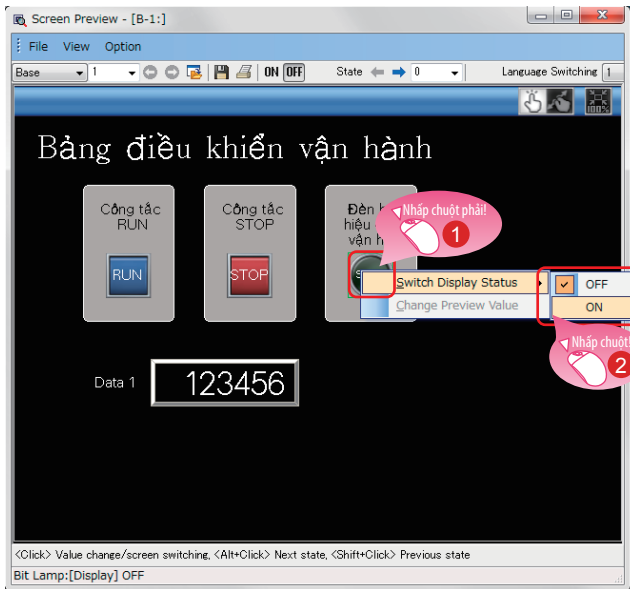 Screen Preview - [B-1:]
File View Option
Base 1 ON OFF State 0 Language Switching 1
100%
Bảng điều khiển vận hành
Công tắc
RUN
Công tắc
STOP
Đèn
hiệu
vận
Nhấp chuột phải!
1
RUN
STOP
Switch Display Status
OFF
Change Preview Value
ON
Nhấp chuột!
2
Data 1 123456
<Click> Value change/screen switching, <Alt+Click> Next state, <Shift+Click> Previous state
Bit Lamp:[Display] OFF